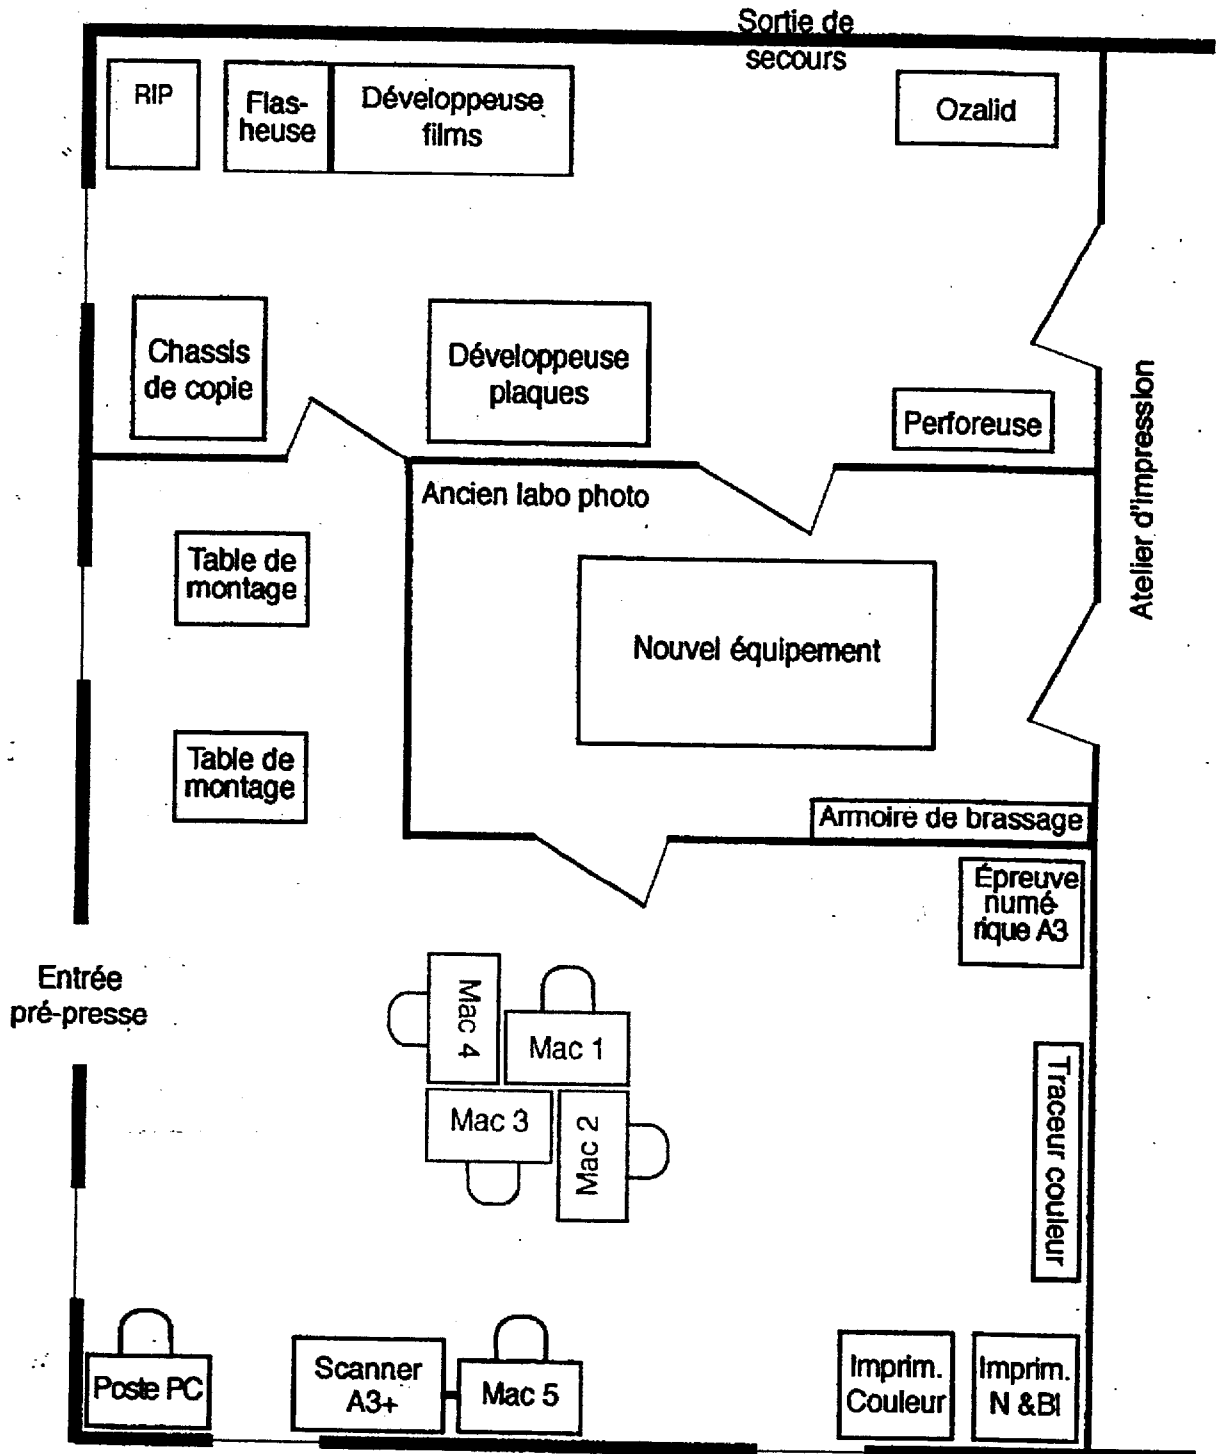 Sortie de
secours
RIP
Flas-
heuse
Développeuse
films
Ozalid
Chassis
de copie
Développeuse
plaques
Perforeuse
Atelier d'impression
Ancien labo photo
Table de
montage
Nouvel équipement
Table de
montage
Armoire de brassage
Épreuve
numé-
rique A3
Entrée
pré-presse
Mac 4
Mac 1
Mac 3
Mac 2
Traceur couleur
Poste PC
Scanner
A3+
Mac 5
Imprim.
Couleur
Imprim.
N &Bl